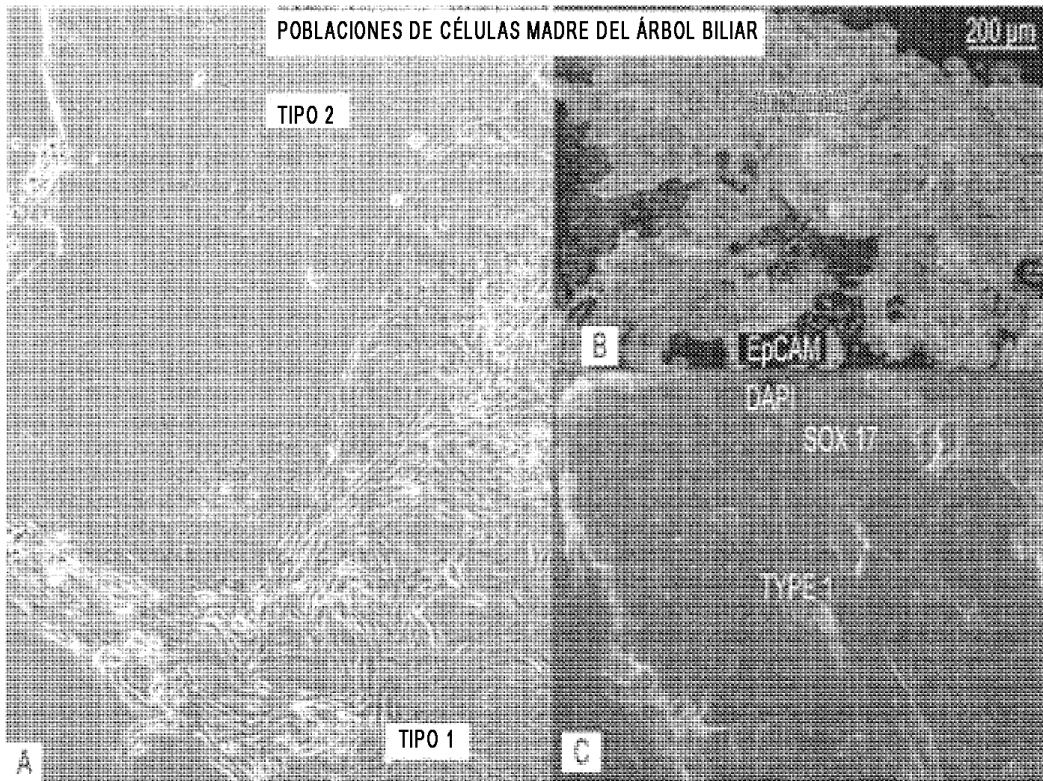 POBLACIONES DE CÉLULAS MADRE DEL ÁRBOL BILIAR
200 µm
TIPO 2
B
EpCAM
DAPI
SOX 17
TYPE 1
TIPO 1
A
C